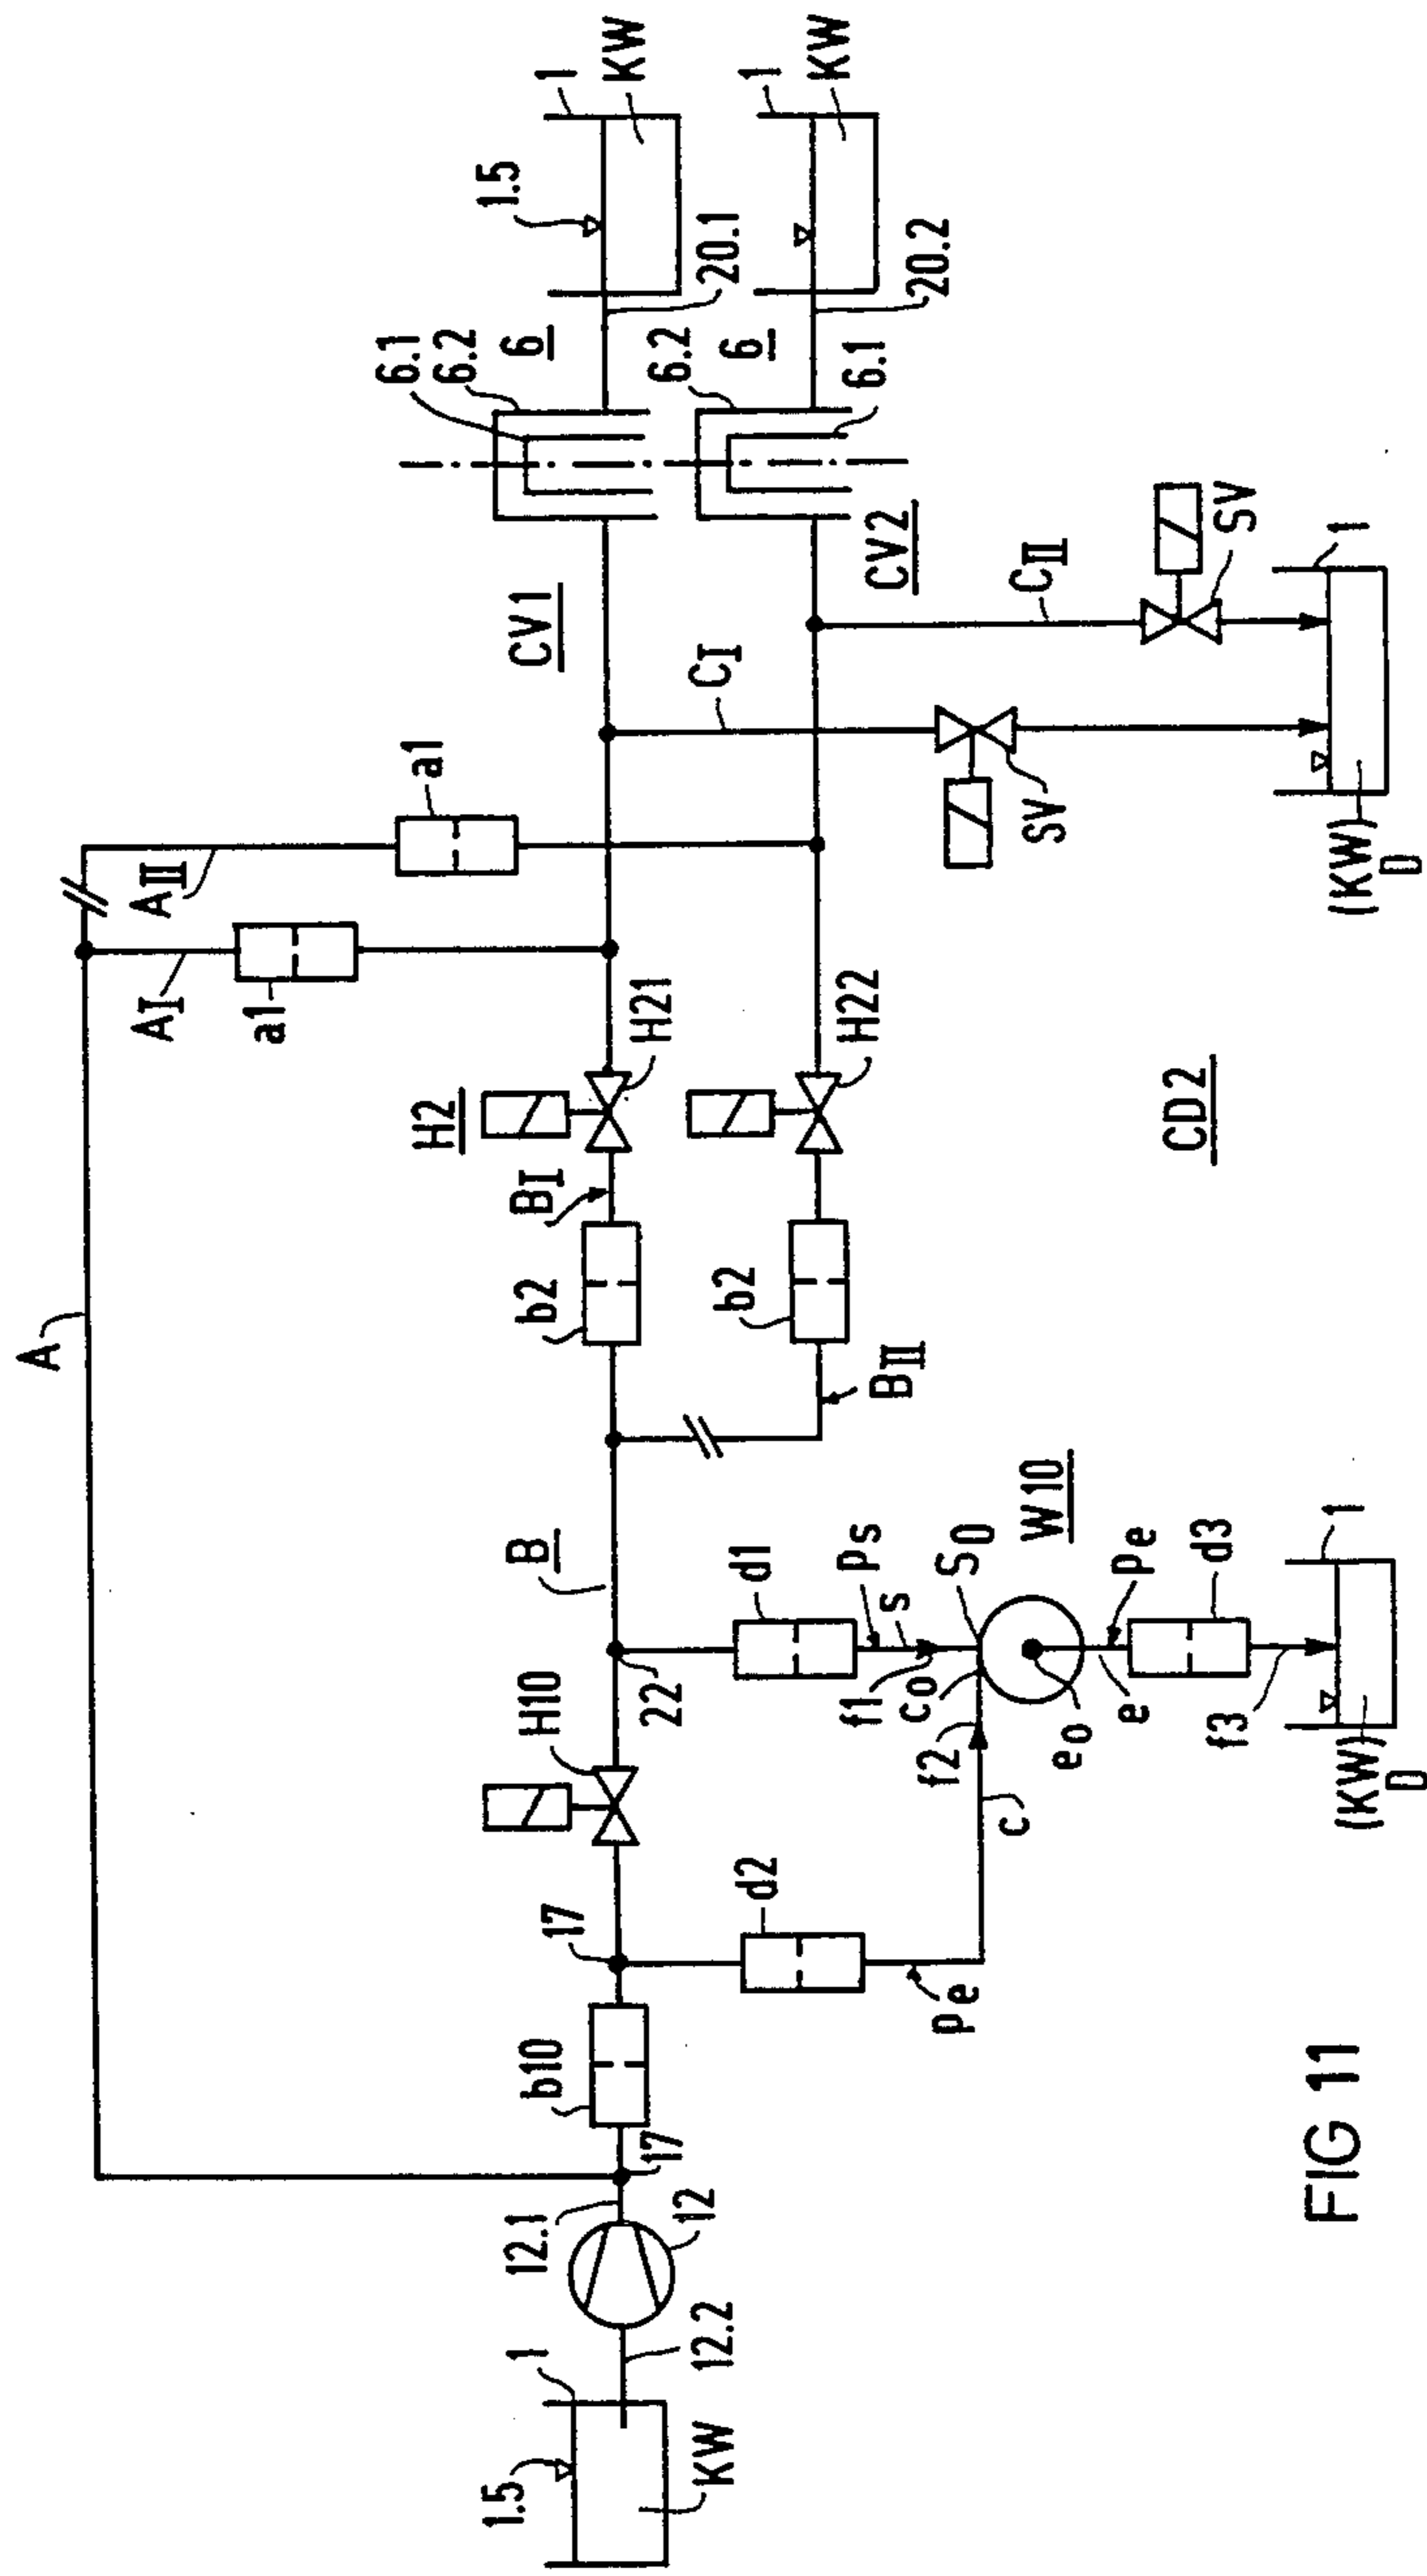 1.5
1
KW
12.2
12
12.1
17
b10
17
d2
Pe
c
H10
22
B
d1
Ps
s
f1
f2
co
So
W10
eo
e
Pe
d3
f3
1
(KW)
D
A
BII
b2
b2
BI
H2
H21
H22
CD2
AI
a1
AII
a1
CI
CII
SV
SV
1
(KW)
D
CV1
CV2
6.1
6.2
6
6.2
6
6.1
20.1
20.2
1.5
1
KW
1
KW
FIG 11